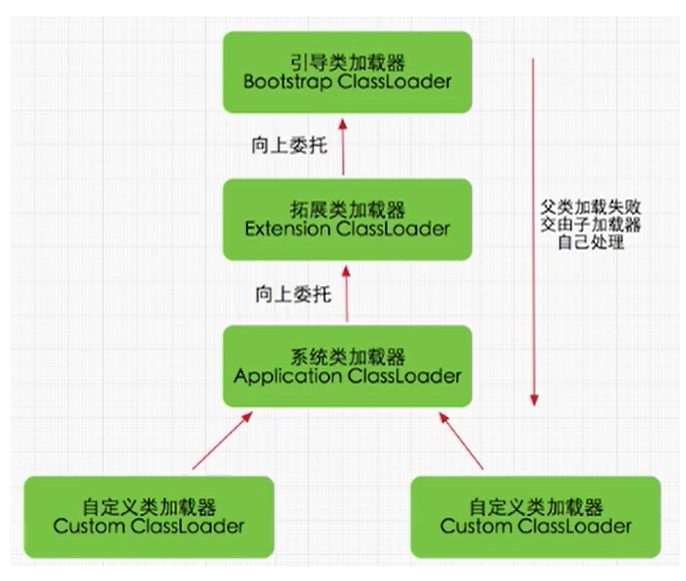 引导类加载器
Bootstrap ClassLoader
向上委托
拓展类加载器
Extension ClassLoader
父类加载失败
交由子加载器
自己处理
向上委托
系统类加载器
Application ClassLoader
自定义类加载器
Custom ClassLoader
自定义类加载器
Custom ClassLoader